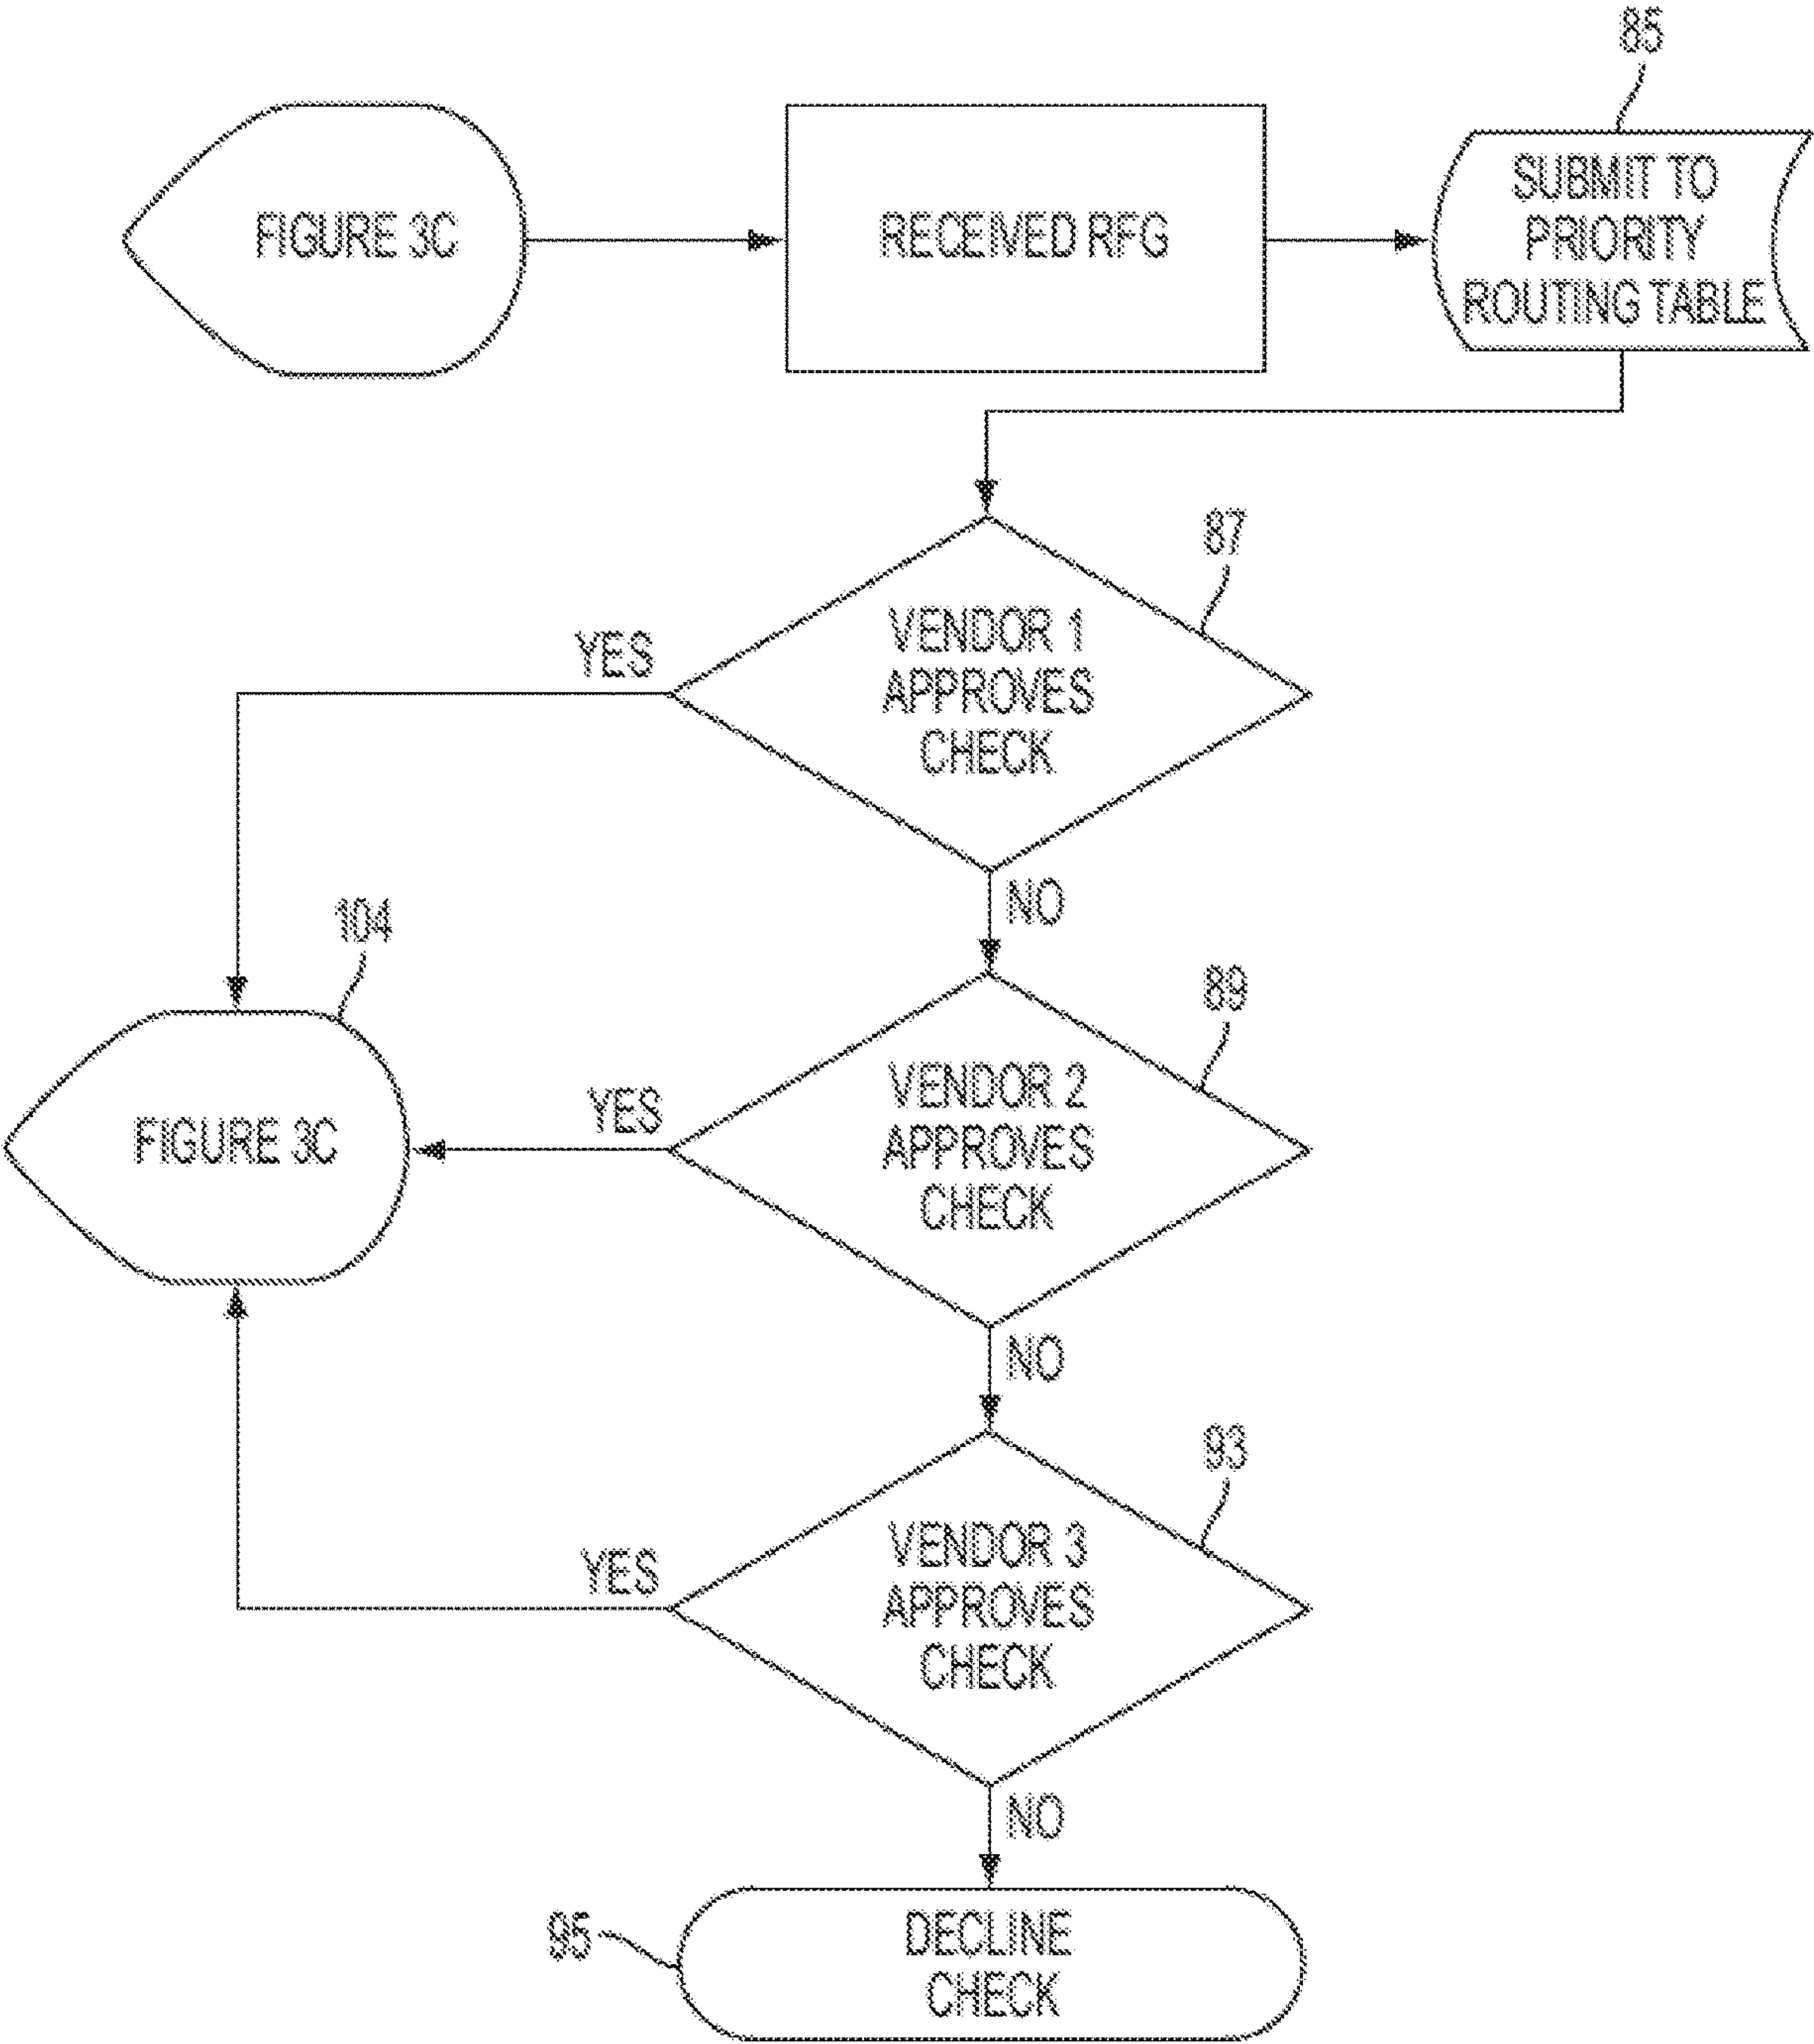 85
FIGURE 3C
RECEIVED RFG
SUBMIT TO
PRIORITY
ROUTING TABLE
87
VENDOR 1
APPROVES
CHECK
YES
NO
104
FIGURE 3C
89
VENDOR 2
APPROVES
CHECK
YES
NO
93
VENDOR 3
APPROVES
CHECK
YES
NO
95
DECLINE
CHECK